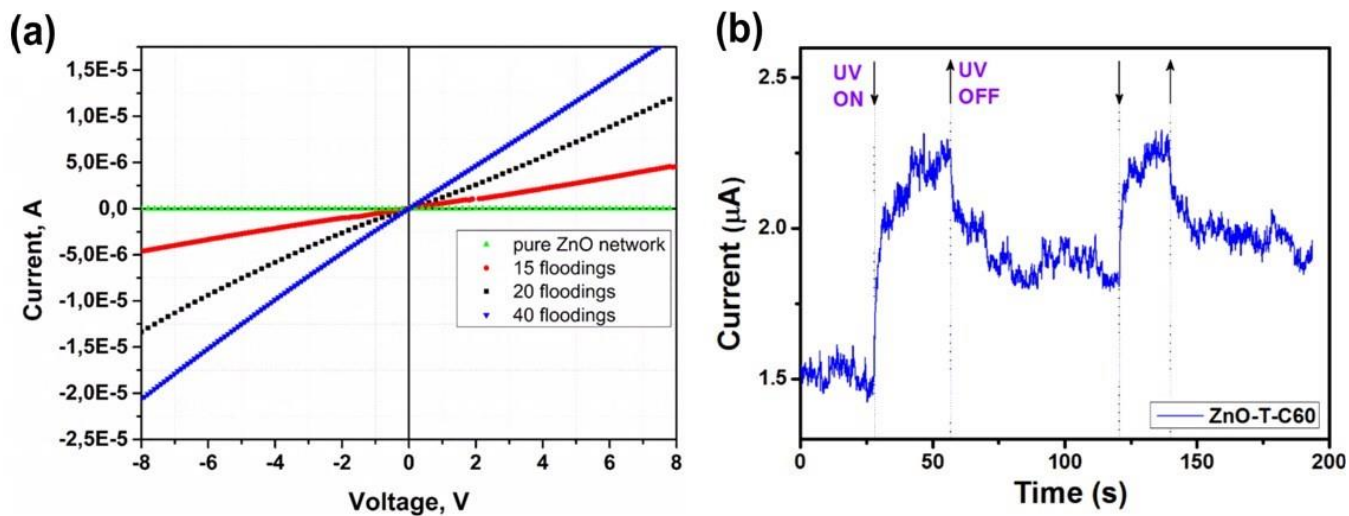 (a)
1,5E-5
1,0E-5
5,0E-6
0,0
-5,0E-6
-1,0E-5
-1,5E-5
-2,0E-5
-2,5E-5
Current, A
-8 -6 -4 -2 0 2 4 6 8
Voltage, V
pure ZnO network
15 floodings
20 floodings
40 floodings
(b)
2.5
2.0
1.5
Current (μA)
UV
ON
UV
OFF
ZnO-T-C60
0 50 100 150 200
Time (s)